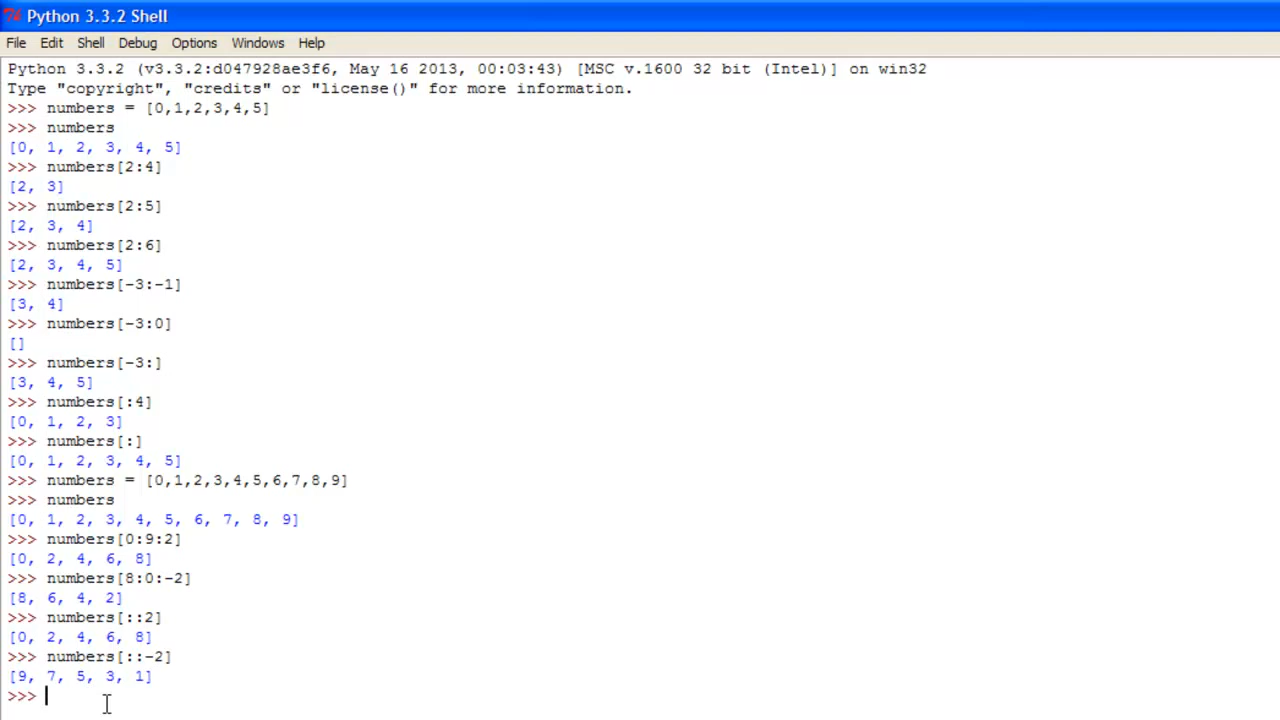 Python 3.3.2 Shell
File Edit Shell Debug Options Windows Help
Python 3.3.2 (v3.3.2:d047928ae3f6, May 16 2013, 00:03:43) [MSC v.1600 32 bit (Intel)] on win32
Type "copyright", "credits" or "license()" for more information.
>>> numbers = [0,1,2,3,4,5]
>>> numbers
[0, 1, 2, 3, 4, 5]
>>> numbers[2:4]
[2, 3]
>>> numbers[2:5]
[2, 3, 4]
>>> numbers[2:6]
[2, 3, 4, 5]
>>> numbers[-3:-1]
[3, 4]
>>> numbers[-3:0]
[]
>>> numbers[-3:]
[3, 4, 5]
>>> numbers[:4]
[0, 1, 2, 3]
>>> numbers[:]
[0, 1, 2, 3, 4, 5]
>>> numbers = [0,1,2,3,4,5,6,7,8,9]
>>> numbers
[0, 1, 2, 3, 4, 5, 6, 7, 8, 9]
>>> numbers[0:9:2]
[0, 2, 4, 6, 8]
>>> numbers[8:0:-2]
[8, 6, 4, 2]
>>> numbers[::2]
[0, 2, 4, 6, 8]
>>> numbers[::-2]
[9, 7, 5, 3, 1]
>>>